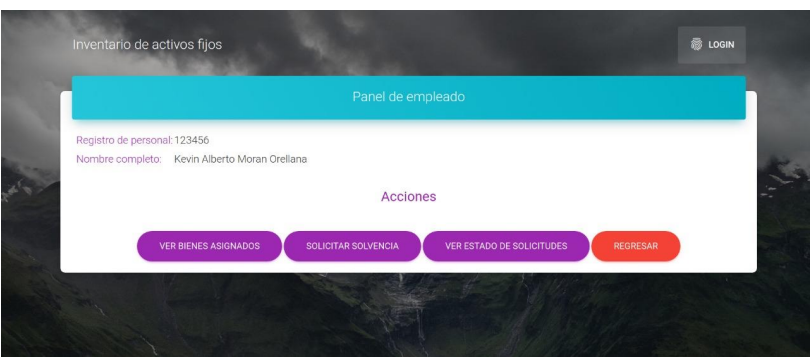 Inventario de activos fijos
LOGIN
Panel de empleado
Registro de personal: 123456
Nombre completo: Kevin Alberto Moran Orellana
Acciones
VER BIENES ASIGNADOS SOLICITAR SOLVENCIA VER ESTADO DE SOLICITUDES REGRESAR